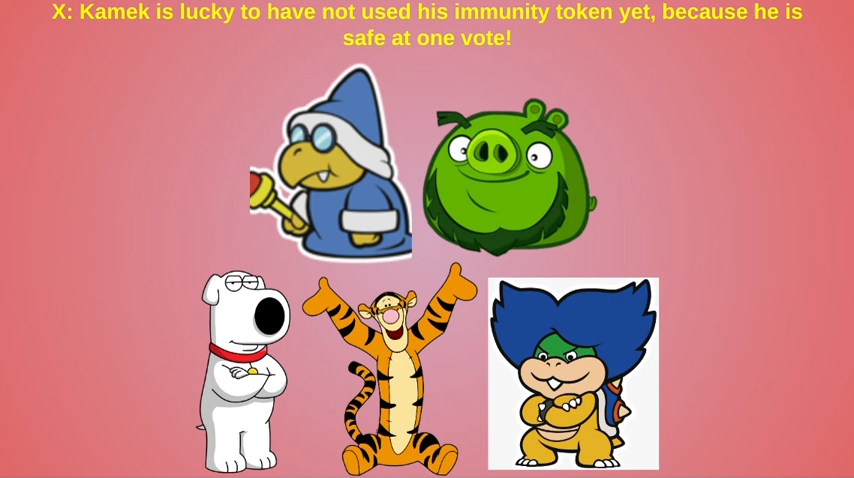 X: Kamek is lucky to have not used his immunity token yet, because he is
safe at one vote!